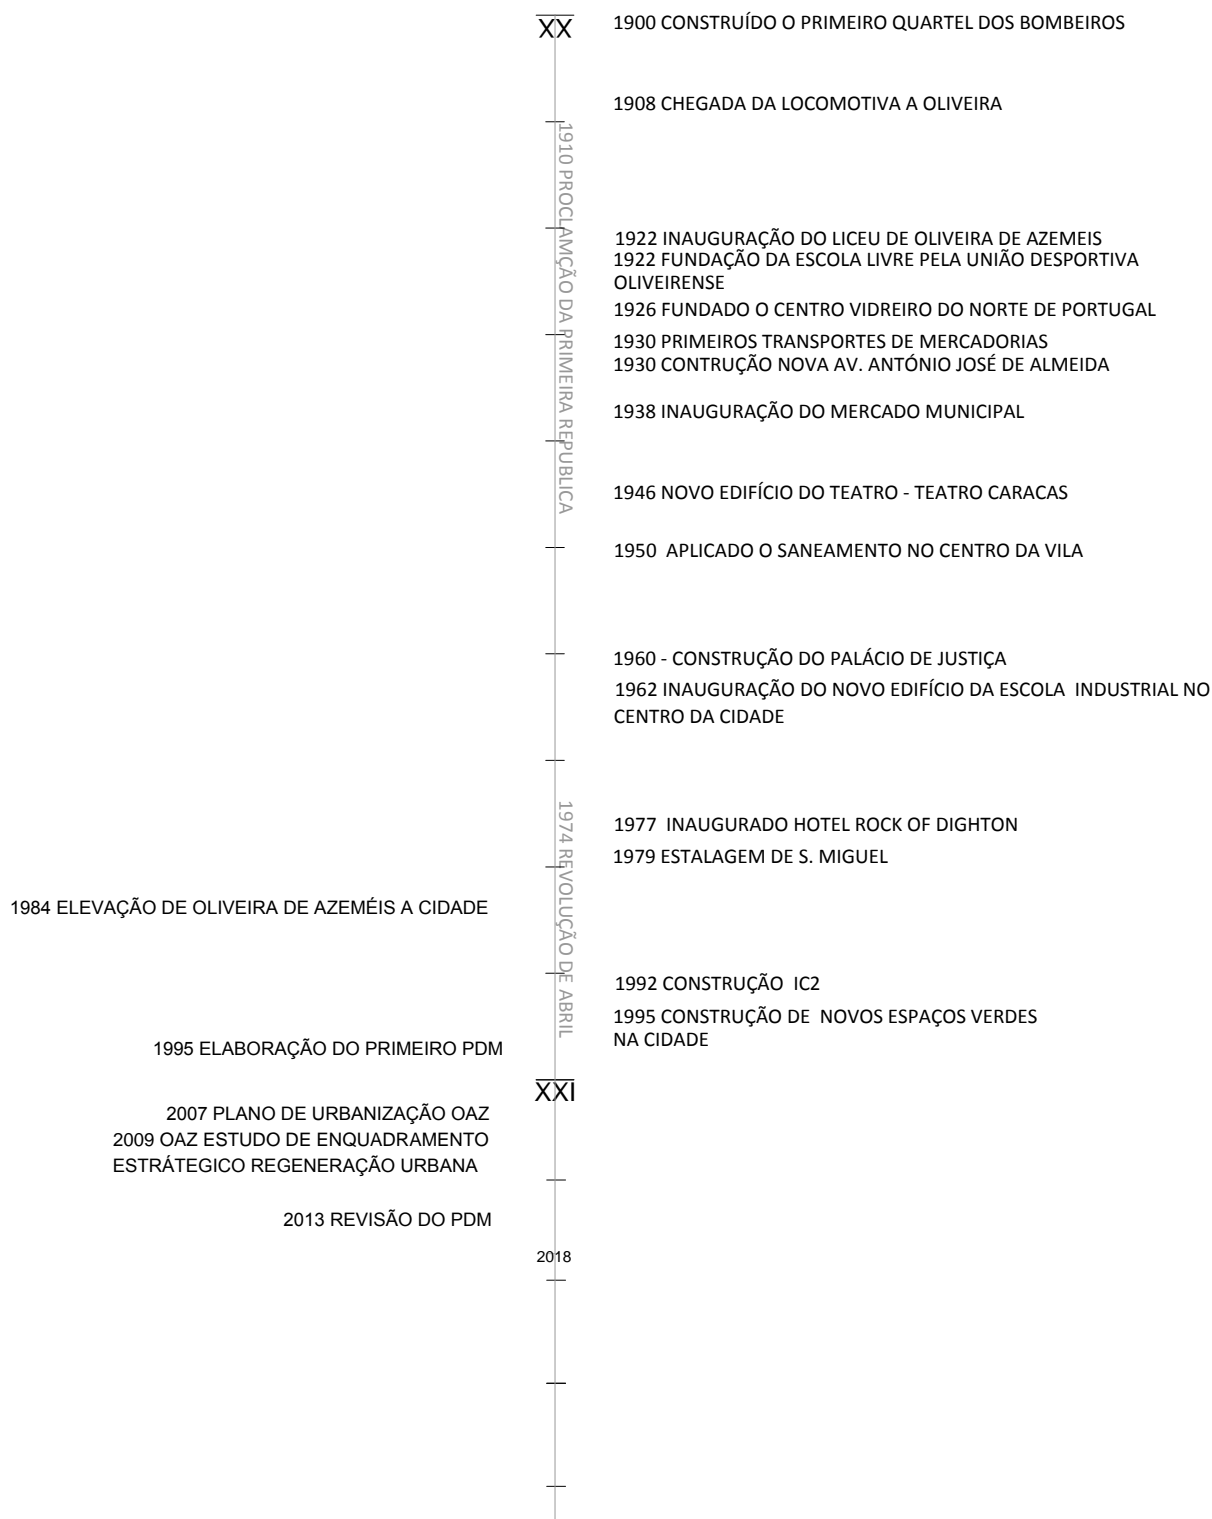 XX
1900 CONSTRUÍDO O PRIMEIRO QUARTEL DOS BOMBEIROS
1908 CHEGADA DA LOCOMOTIVA A OLIVEIRA
1910 PROCLAMÇÃO DA PRIMEIRA REPUBLICA
1922 INAUGURAÇÃO DO LICEU DE OLIVEIRA DE AZEMEIS
1922 FUNDAÇÃO DA ESCOLA LIVRE PELA UNIÃO DESPORTIVA
OLIVEIRENSE
1926 FUNDADO O CENTRO VIDREIRO DO NORTE DE PORTUGAL
1930 PRIMEIROS TRANSPORTES DE MERCADORIAS
1930 CONTRUÇÃO NOVA AV. ANTÓNIO JOSÉ DE ALMEIDA
1938 INAUGURAÇÃO DO MERCADO MUNICIPAL
1946 NOVO EDIFÍCIO DO TEATRO - TEATRO CARACAS
1950 APLICADO O SANEAMENTO NO CENTRO DA VILA
1960 - CONSTRUÇÃO DO PALÁCIO DE JUSTIÇA
1962 INAUGURAÇÃO DO NOVO EDIFÍCIO DA ESCOLA INDUSTRIAL NO
CENTRO DA CIDADE
1974 REVOLUÇÃO DE ABRIL
1977 INAUGURADO HOTEL ROCK OF DIGHTON
1979 ESTALAGEM DE S. MIGUEL
1984 ELEVAÇÃO DE OLIVEIRA DE AZEMÉIS A CIDADE
1992 CONSTRUÇÃO IC2
1995 CONSTRUÇÃO DE NOVOS ESPAÇOS VERDES
NA CIDADE
1995 ELABORAÇÃO DO PRIMEIRO PDM
XXI
2007 PLANO DE URBANIZAÇÃO OAZ
2009 OAZ ESTUDO DE ENQUADRAMENTO
ESTRÁTEGICO REGENERAÇÃO URBANA
2013 REVISÃO DO PDM
2018